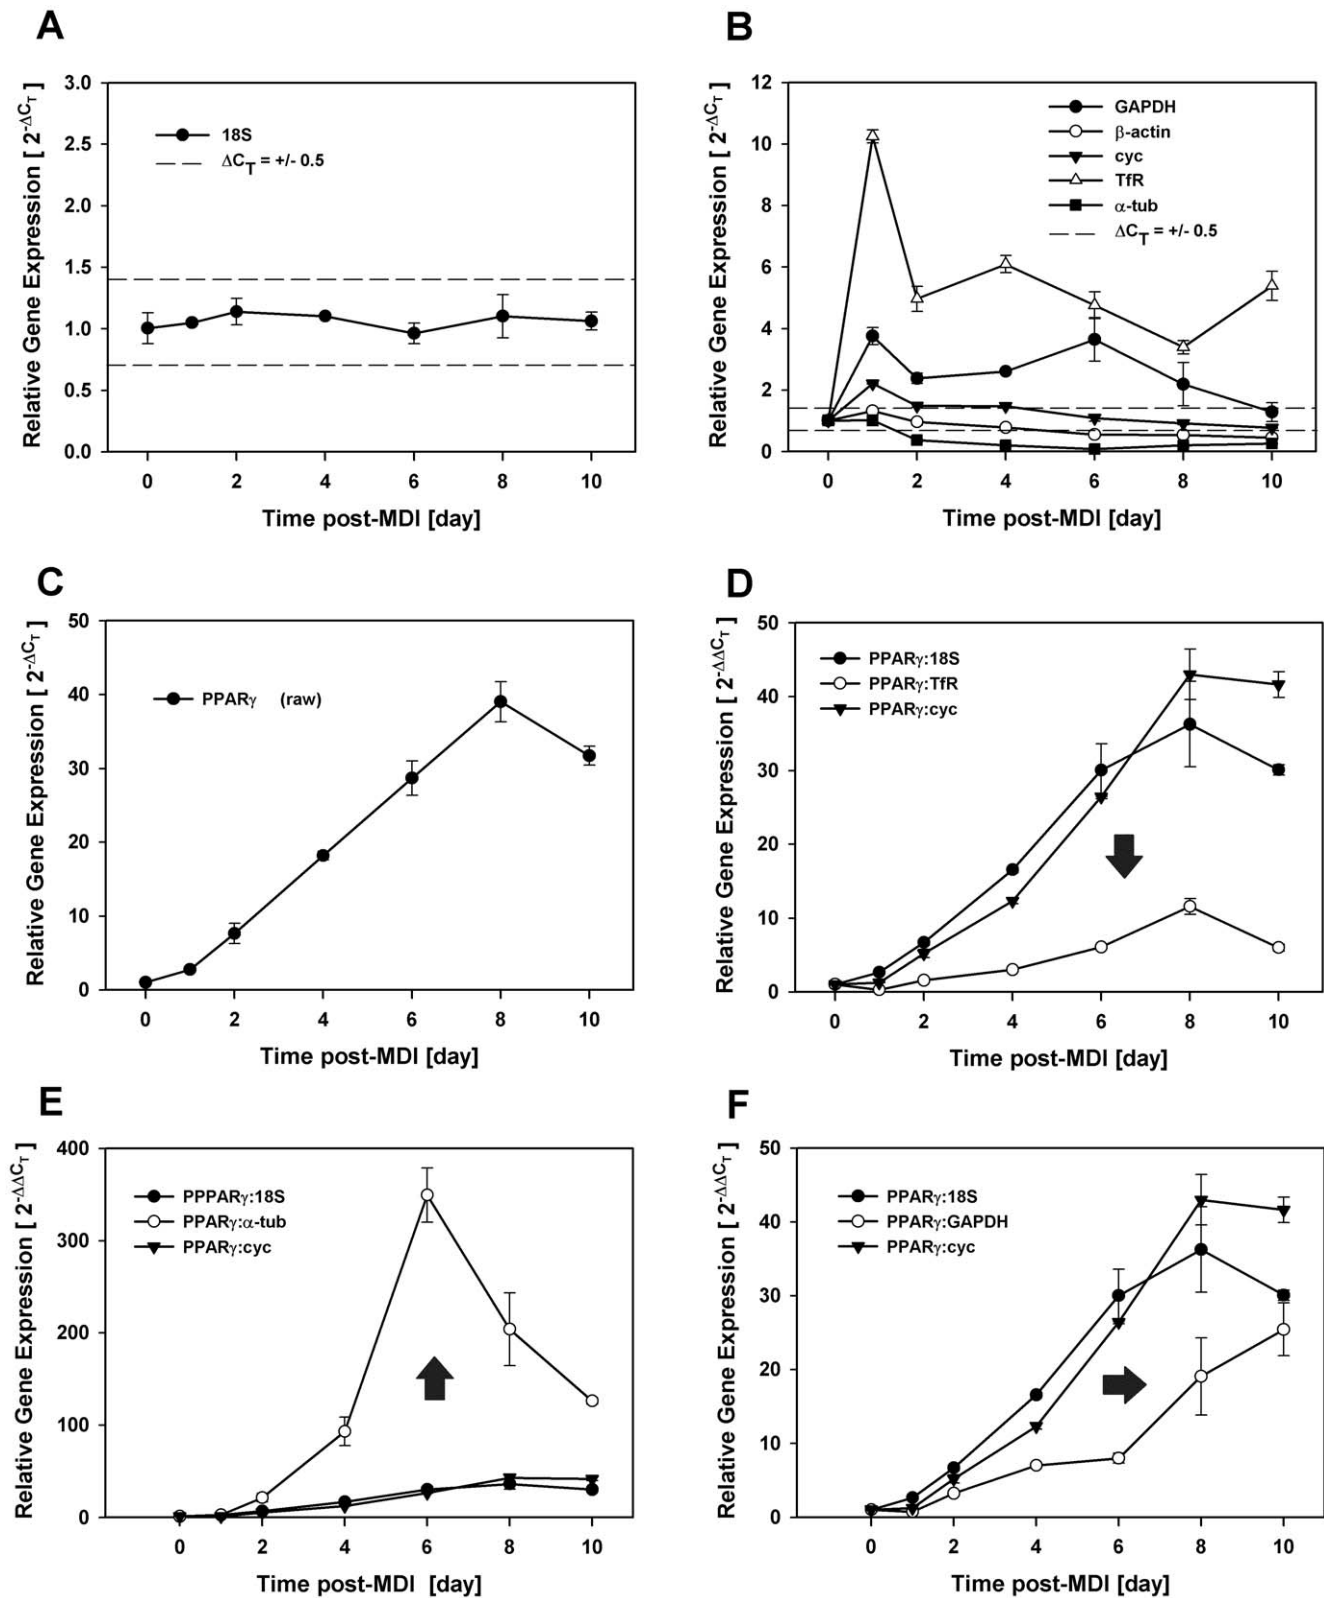 A
Relative Gene Expression [ 2^-ΔC_T ]
3.0
2.5
2.0
1.5
1.0
0.5
0.0
18S
ΔC_T = +/- 0.5
0 2 4 6 8 10
Time post-MDI [day]
B
Relative Gene Expression [ 2^-ΔC_T ]
12
10
8
6
4
2
0
GAPDH
β-actin
cyc
TfR
α-tub
ΔC_T = +/- 0.5
0 2 4 6 8 10
Time post-MDI [day]
C
Relative Gene Expression [ 2^-ΔC_T ]
50
40
30
20
10
0
PPARγ (raw)
0 2 4 6 8 10
Time post-MDI [day]
D
Relative Gene Expression [ 2^-ΔΔC_T ]
50
40
30
20
10
0
PPARγ:18S
PPARγ:TfR
PPARγ:cyc
0 2 4 6 8 10
Time post-MDI [day]
E
Relative Gene Expression [ 2^-ΔΔC_T ]
400
300
200
100
0
PPPARγ:18S
PPARγ:α-tub
PPARγ:cyc
0 2 4 6 8 10
Time post-MDI [day]
F
Relative Gene Expression [ 2^-ΔΔC_T ]
50
40
30
20
10
0
PPARγ:18S
PPARγ:GAPDH
PPARγ:cyc
0 2 4 6 8 10
Time post-MDI [day]